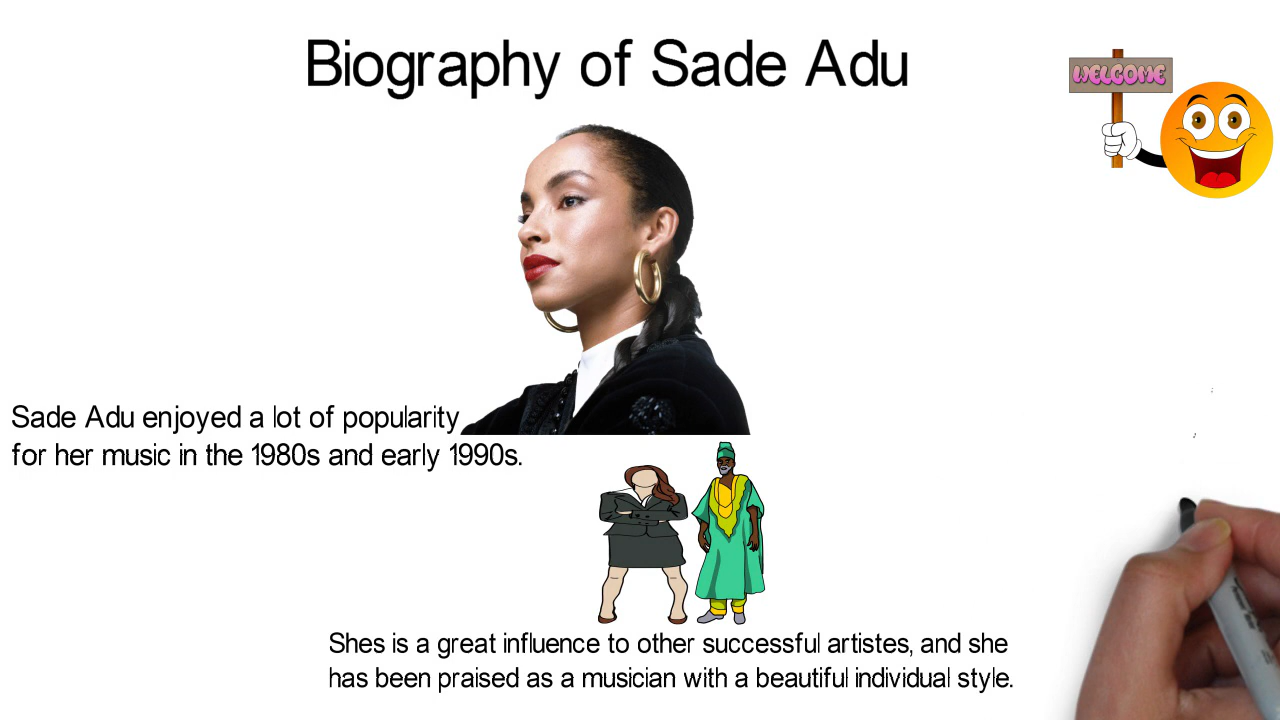 Biography of Sade Adu
WELCOME
Sade Adu enjoyed a lot of popularity
for her music in the 1980s and early 1990s.
Shes is a great influence to other successful artistes, and she
has been praised as a musician with a beautiful individual style.